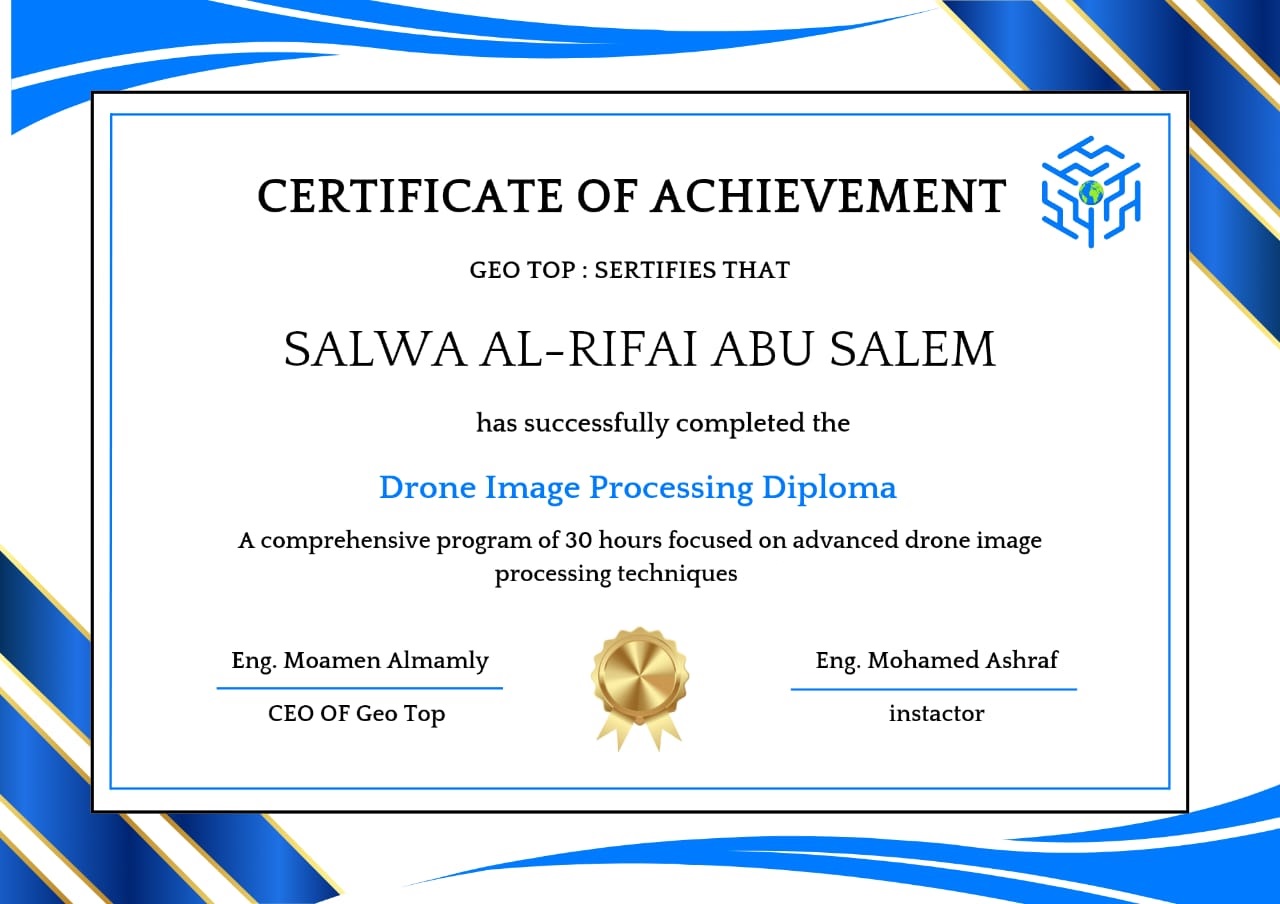 CERTIFICATE OF ACHIEVEMENT
GEO TOP : SERTIFIES THAT
SALWA AL-RIFAI ABU SALEM
has successfully completed the
Drone Image Processing Diploma
A comprehensive program of 30 hours focused on advanced drone image
processing techniques
Eng. Moamen Almamly
CEO OF Geo Top
Eng. Mohamed Ashraf
instactor